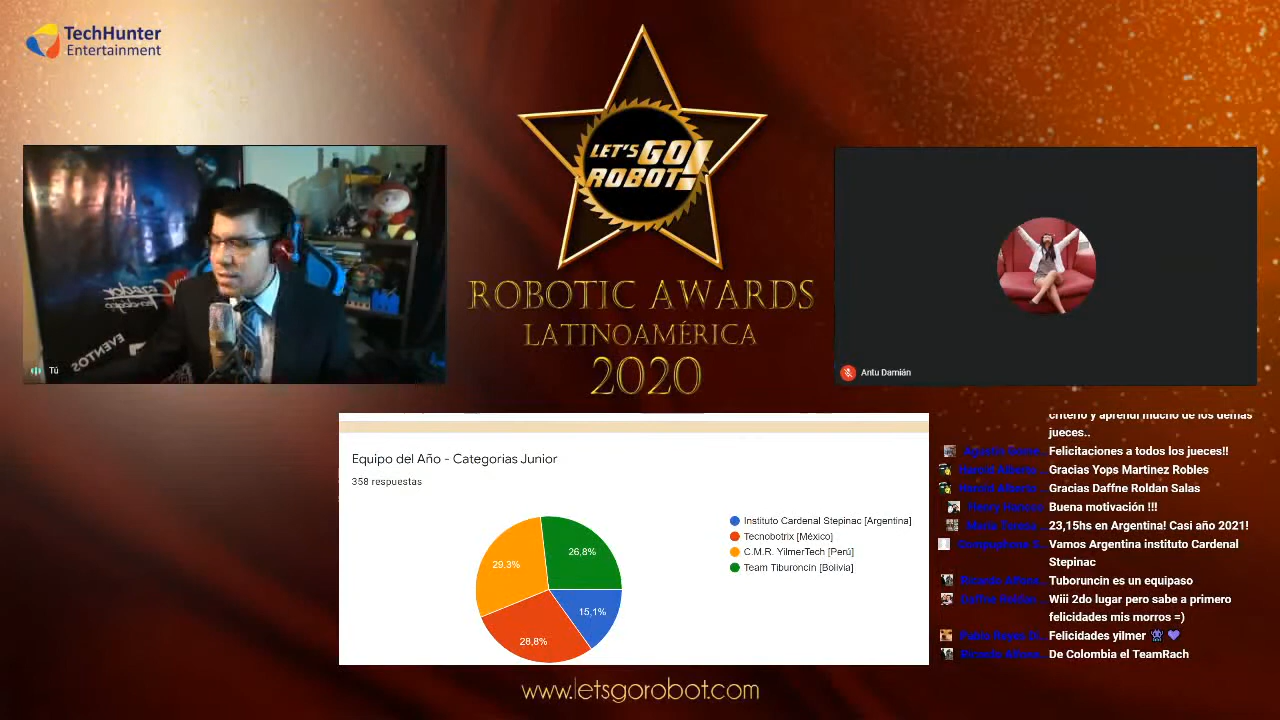 TechHunter
Entertainment
LET'S GO!
ROBOT!
ROBOTIC AWARDS
LATINOAMÉRICA
2020
Tú
EVENTOS
Antu Damián
Equipo del Año - Categorias Junior
358 respuestas
26,8%
29.3%
15,1%
28,8%
Instituto Cardenal Stepinac [Argentina]
Tecnobotrix [México]
C.M.R. YilmerTech [Perú]
Team Tiburoncín [Bolivia]
criterio y aprendí mucho de los demás
jueces..
Felicitaciones a todos los jueces!!
Gracias Yops Martinez Robles
Gracias Daffne Roldan Salas
Buena motivación !!!
23,15hs en Argentina! Casi año 2021!
Vamos Argentina instituto Cardenal
Stepinac
Tuboruncin es un equipaso
Wiii 2do lugar pero sabe a primero
felicidades mis morros =)
Felicidades yilmer
De Colombia el TeamRach
www.letsgorobot.com